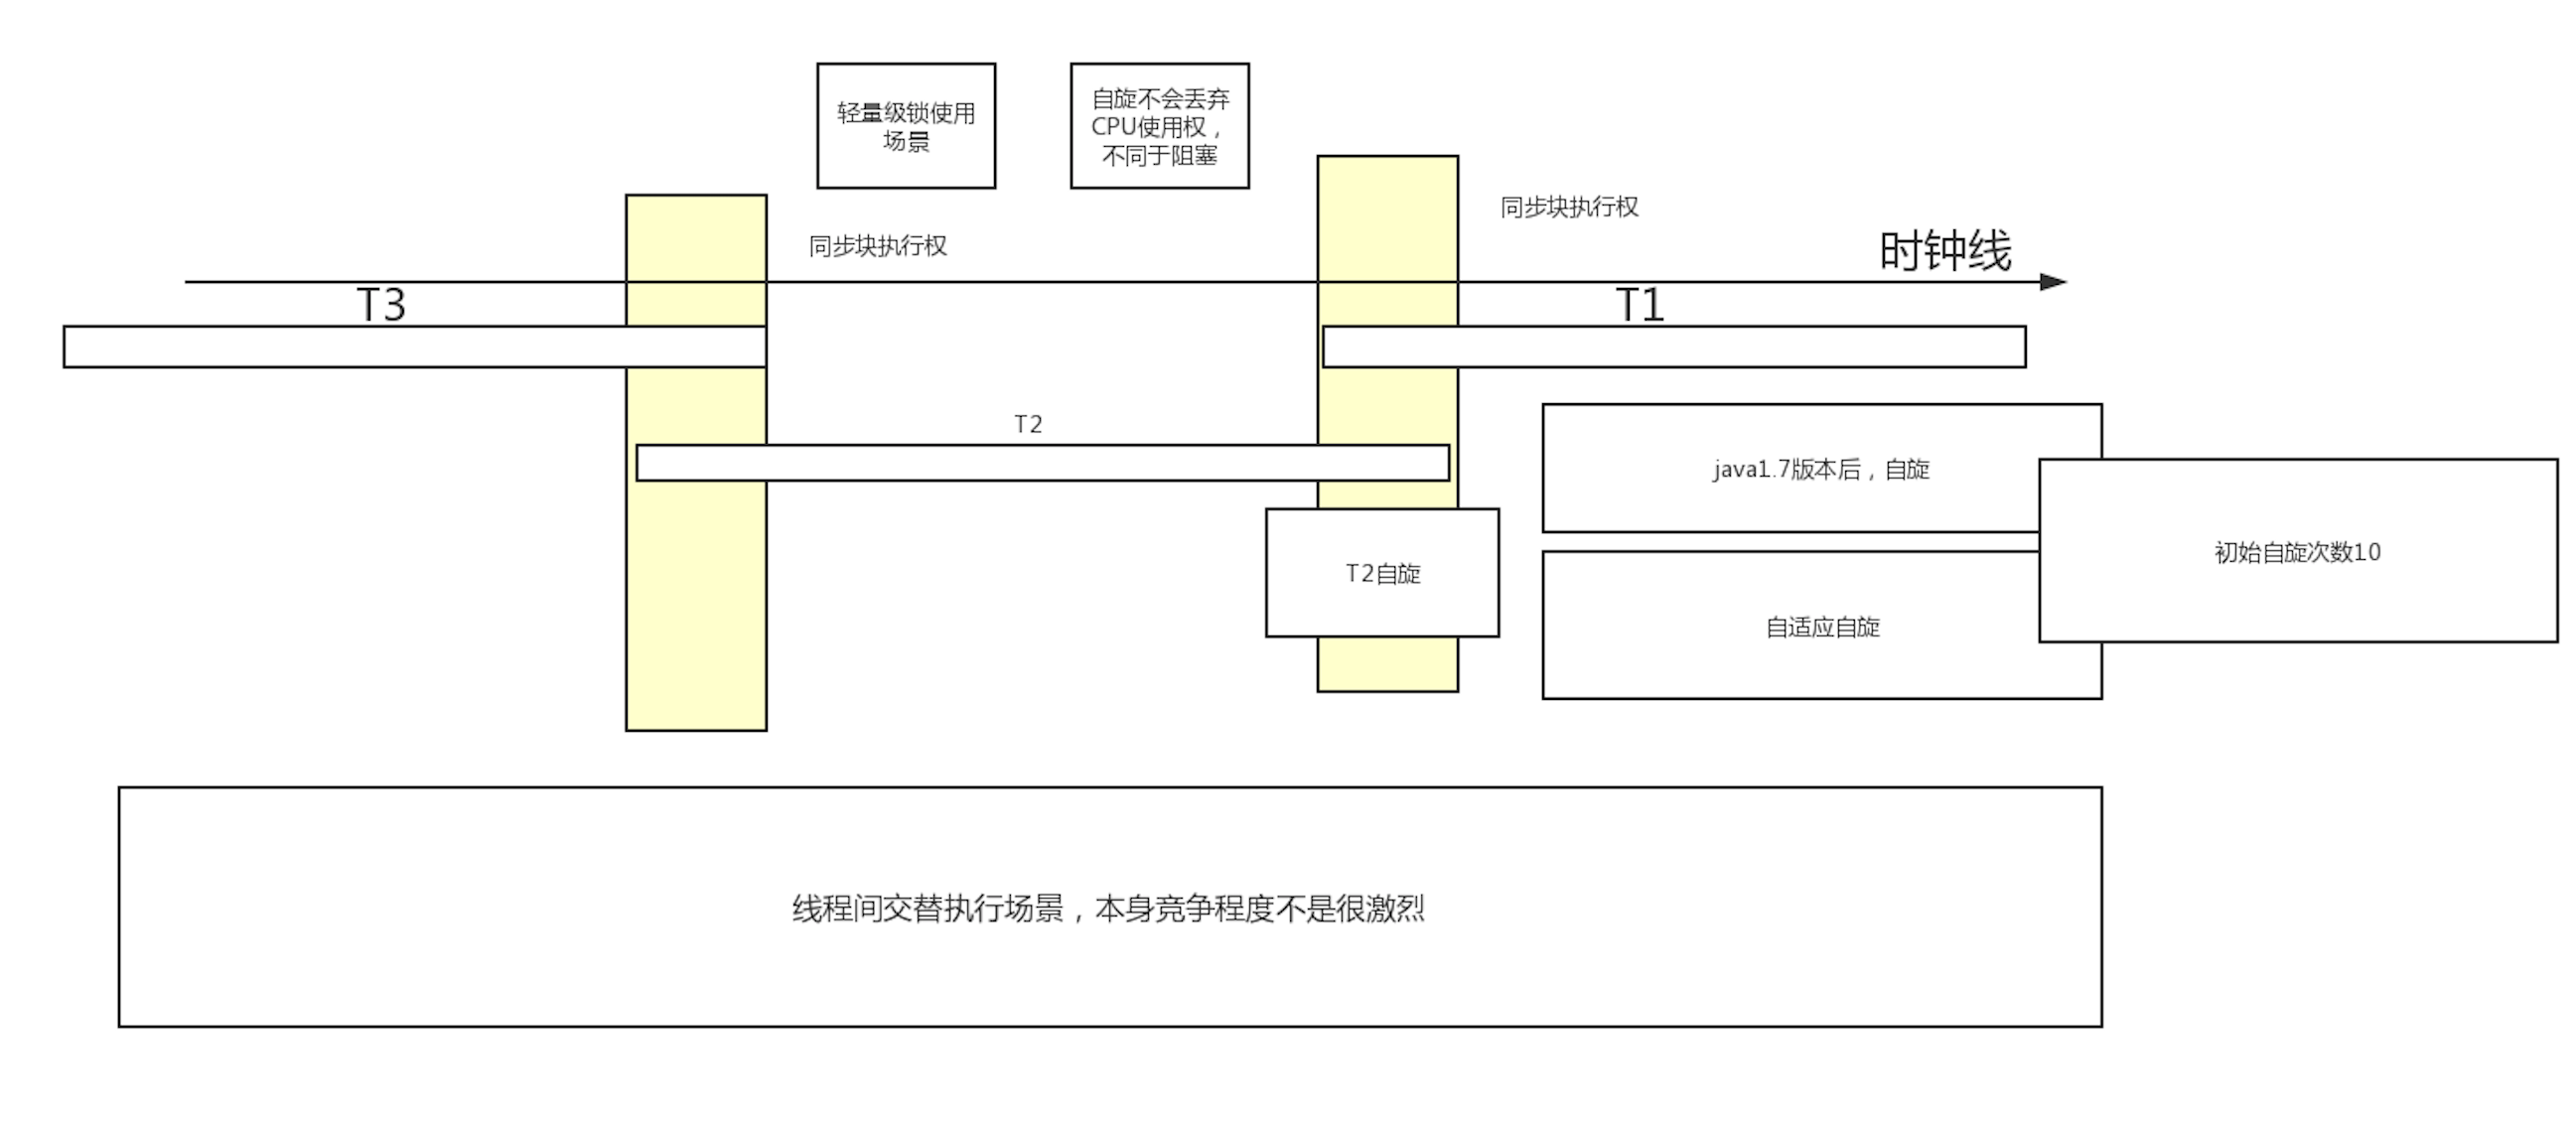 轻量级锁使用
场景
自旋不会丢弃
CPU使用权，
不同于阻塞
同步块执行权
同步块执行权
时钟线
T3
T1
T2
java1.7版本后，自旋
初始自旋次数10
T2自旋
自适应自旋
线程间交替执行场景，本身竞争程度不是很激烈